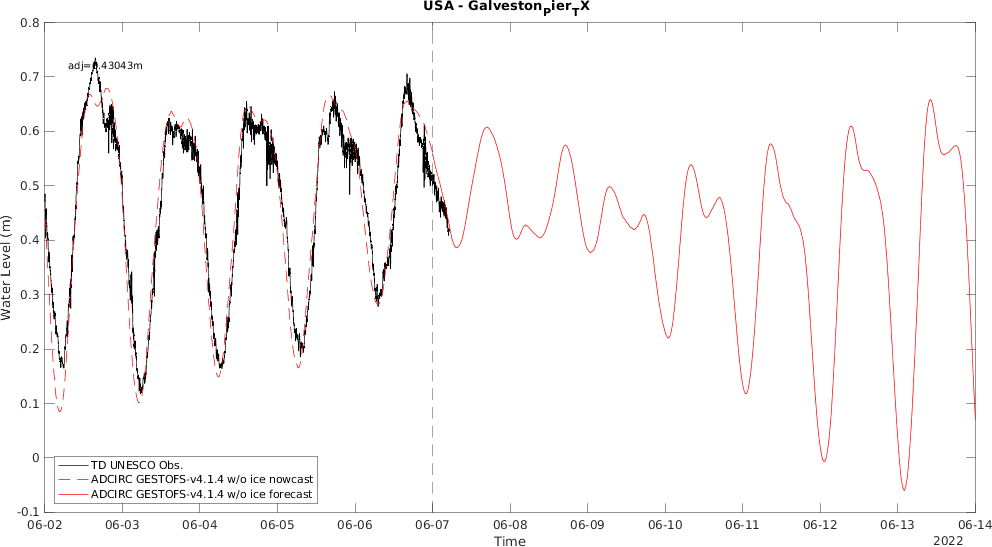 USA - Galveston_Pier_TX
adj=0.43043m
0.8
0.7
0.6
0.5
0.4
0.3
0.2
0.1
0
-0.1
Water Level (m)
TD UNESCO Obs.
ADCIRC GESTOFS-v4.1.4 w/o ice nowcast
ADCIRC GESTOFS-v4.1.4 w/o ice forecast
06-02 06-03 06-04 06-05 06-06 06-07 06-08 06-09 06-10 06-11 06-12 06-13 06-14
Time
2022